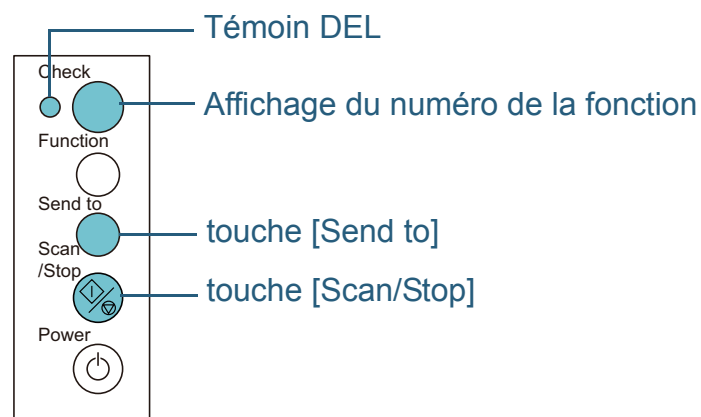 Témoin DEL
Check
Affichage du numéro de la fonction
Function
Send to
touche [Send to]
Scan
/Stop
touche [Scan/Stop]
Power